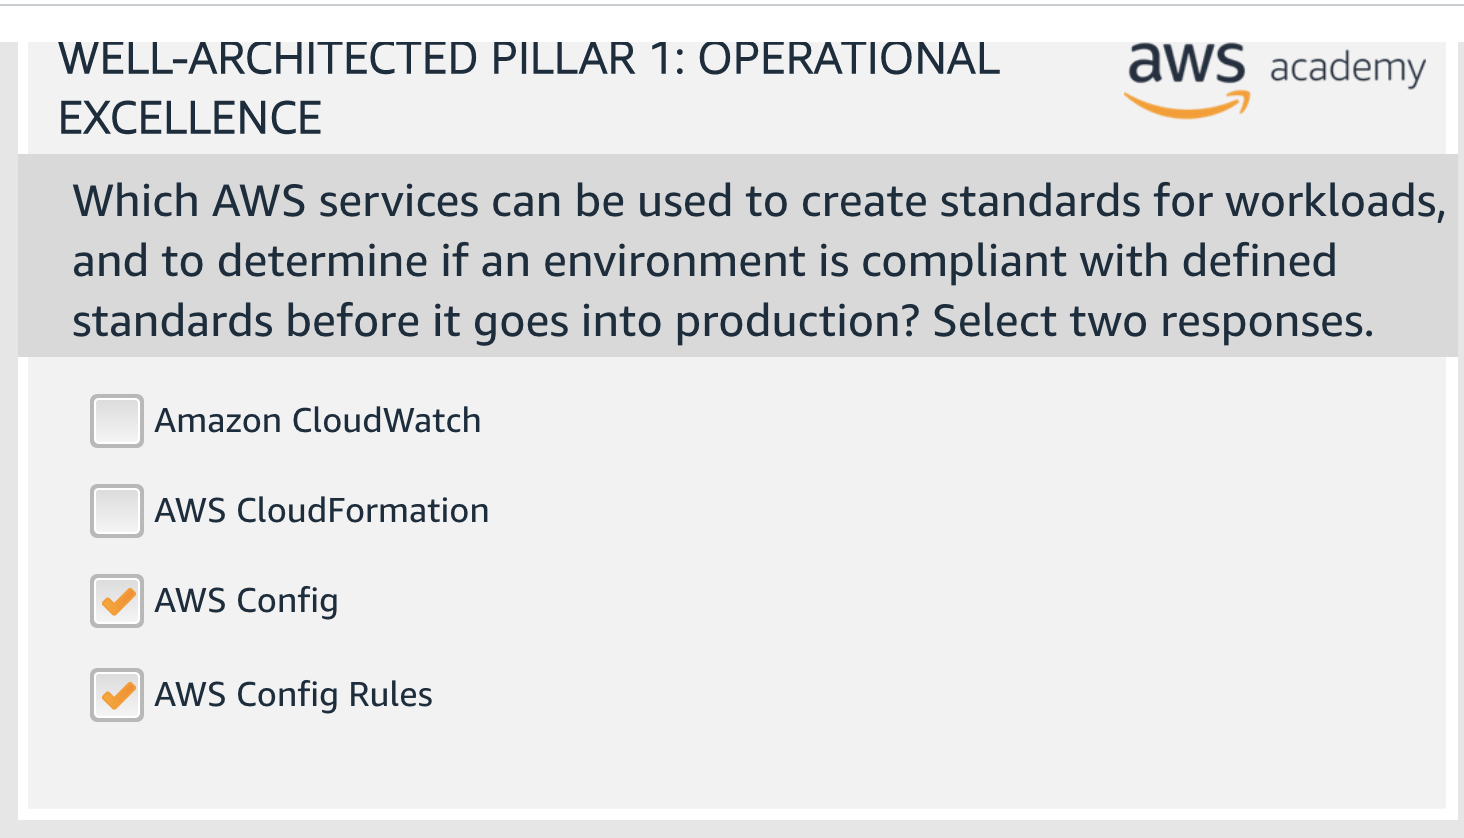 WELL-ARCHITECTED PILLAR 1: OPERATIONAL
EXCELLENCE
aws academy
Which AWS services can be used to create standards for workloads,
and to determine if an environment is compliant with defined
standards before it goes into production? Select two responses.
Amazon CloudWatch
AWS CloudFormation
AWS Config
AWS Config Rules